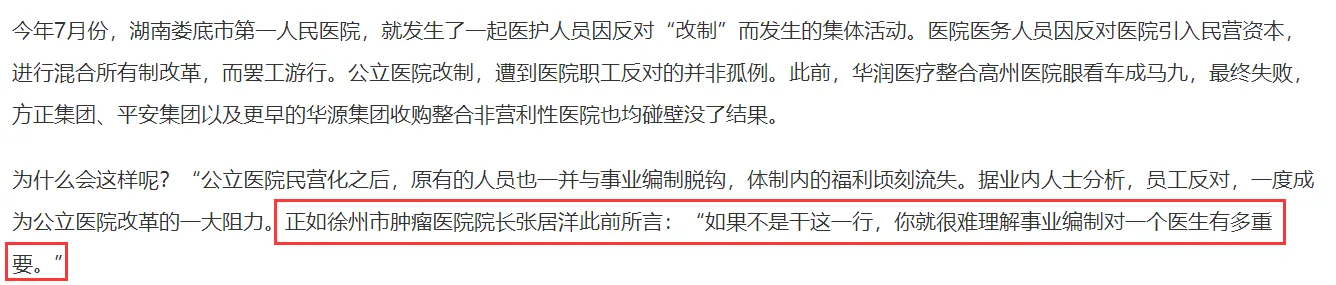 今年7月份，湖南娄底市第一人民医院，就发生了一起医护人员因反对“改制”而发生的集体活动。医院医务人员因反对医院引入民营资本，
进行混合所有制改革，而罢工游行。公立医院改制，遭到医院职工反对的并非孤例。此前，华润医疗整合高州医院眼看车成马九，最终失败，
方正集团、平安集团以及更早的华源集团收购整合非营利性医院也均碰壁没了结果。
为什么会这样呢？“公立医院民营化之后，原有的人员也一并与事业编制脱钩，体制内的福利顷刻流失。据业内人士分析，员工反对，一度成
为公立医院改革的一大阻力。正如徐州市肿瘤医院院长张居洋此前所言：“如果不是干这一行，你就很难理解事业编制对一个医生有多重
要。”